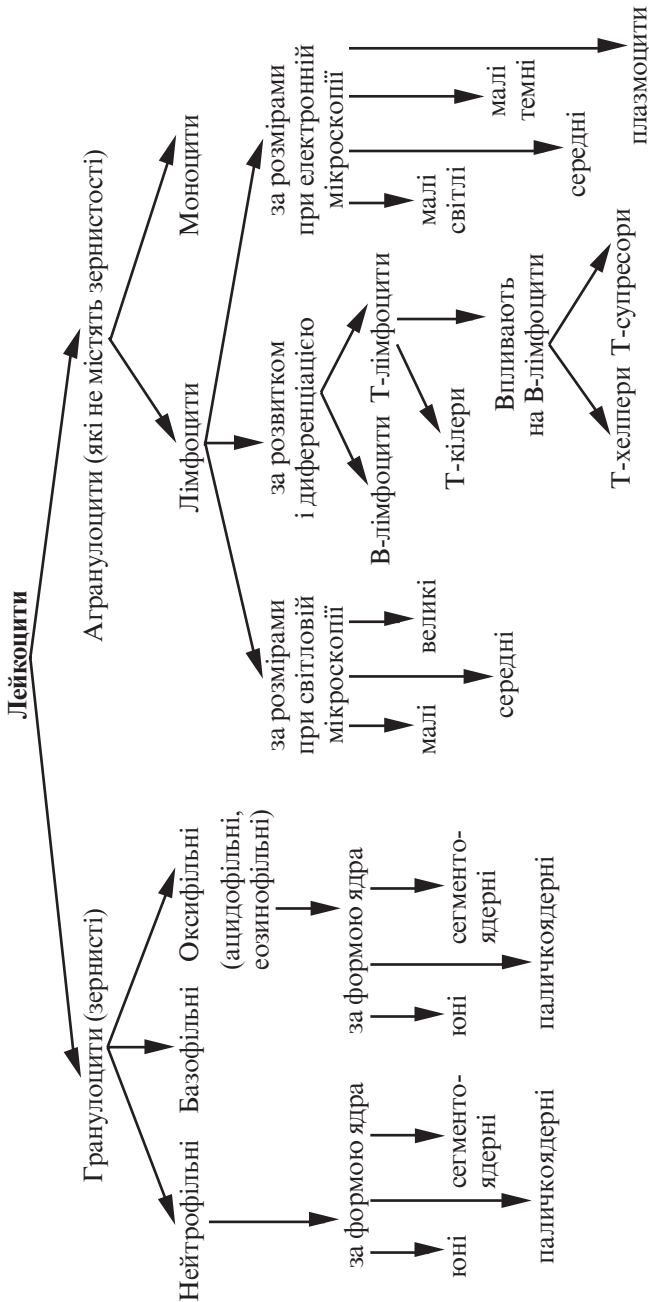 Лейкоцити
Гранулоцити (зернисті)
Агранулоцити (які не містять зернистості)
Нейтрофільні
Базофільні
Оксифільні
(ацидофільні,
еозинофільні)
Лімфоцити
Моноцити
за формою ядра
юні
сегменто-
ядерні
паличкоядерні
за формою ядра
юні
сегменто-
ядерні
паличкоядерні
за розмірами
при світловій
мікроскопії
малі
великі
середні
за розвитком
і диференціацією
В-лімфоцити
Т-лімфоцити
Т-кілери
Впливають
на В-лімфоцити
Т-хелпери
Т-супресори
за розмірами
при електронній
мікроскопії
малі
світлі
малі
темні
середні
плазмоцити